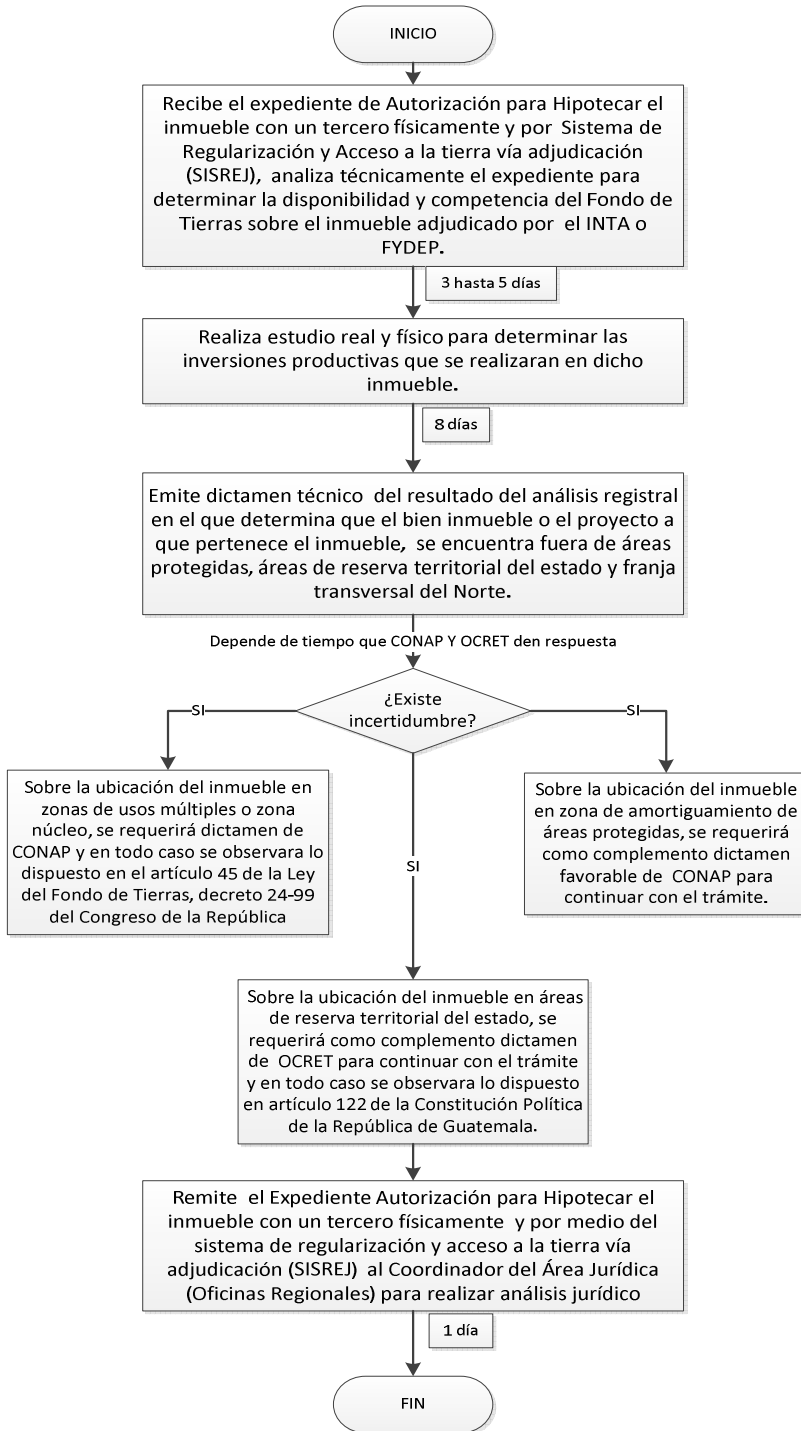 INICIO
Recibe el expediente de Autorización para Hipotecar el
inmueble con un tercero físicamente y por Sistema de
Regularización y Acceso a la tierra vía adjudicación
(SISREJ), analiza técnicamente el expediente para
determinar la disponibilidad y competencia del Fondo de
Tierras sobre el inmueble adjudicado por el INTA o
FYDEP.
3 hasta 5 días
Realiza estudio real y físico para determinar las
inversiones productivas que se realizaran en dicho
inmueble.
8 días
Emite dictamen técnico del resultado del análisis registral
en el que determina que el bien inmueble o el proyecto a
que pertenece el inmueble, se encuentra fuera de áreas
protegidas, áreas de reserva territorial del estado y franja
transversal del Norte.
Depende de tiempo que CONAP Y OCRET den respuesta
¿Existe
incertidumbre?
SI
SI
SI
Sobre la ubicación del inmueble en
zonas de usos múltiples o zona
núcleo, se requerirá dictamen de
CONAP y en todo caso se observara lo
dispuesto en el artículo 45 de la Ley
del Fondo de Tierras, decreto 24-99
del Congreso de la República
Sobre la ubicación del inmueble
en zona de amortiguamiento de
áreas protegidas, se requerirá
como complemento dictamen
favorable de CONAP para
continuar con el trámite.
Sobre la ubicación del inmueble en áreas
de reserva territorial del estado, se
requerirá como complemento dictamen
de OCRET para continuar con el trámite
y en todo caso se observara lo dispuesto
en artículo 122 de la Constitución Política
de la República de Guatemala.
Remite el Expediente Autorización para Hipotecar el
inmueble con un tercero físicamente y por medio del
sistema de regularización y acceso a la tierra vía
adjudicación (SISREJ) al Coordinador del Área Jurídica
(Oficinas Regionales) para realizar análisis jurídico
1 día
FIN